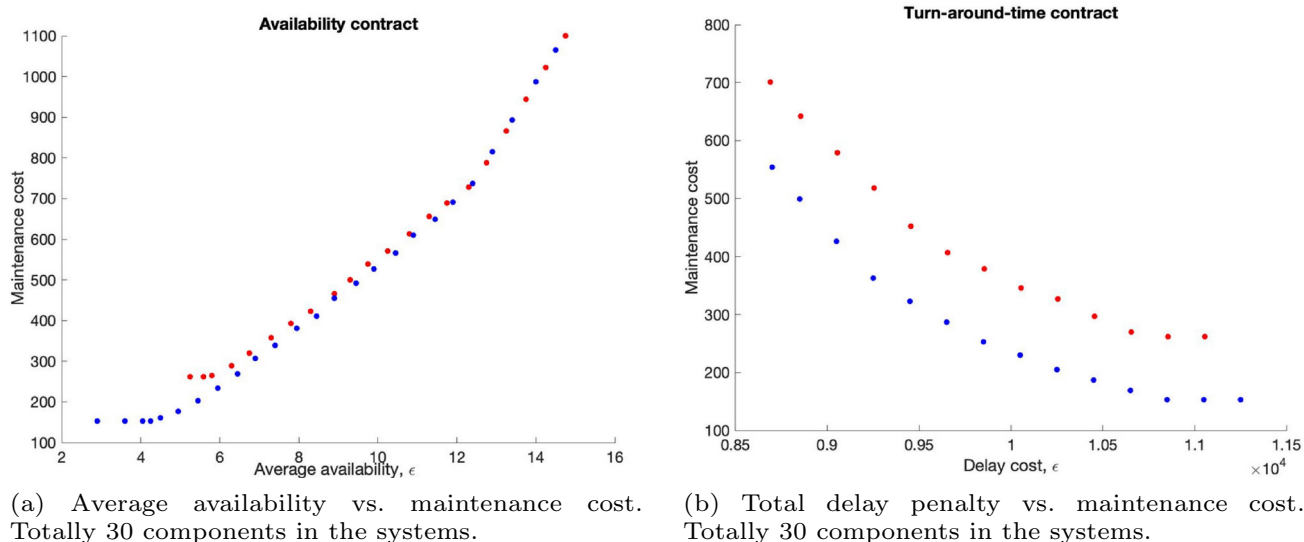 Availability contract
Maintenance cost
1100
1000
900
800
700
600
500
400
300
200
100
2 4 6 8 10 12 14 16
Average availability, ϵ
(a) Average availability vs. maintenance cost.
Totally 30 components in the systems.
Turn-around-time contract
Maintenance cost
800
700
600
500
400
300
200
100
0.85 0.9 0.95 1 1.05 1.1 1.15
Delay cost, ϵ
×10⁴
(b) Total delay penalty vs. maintenance cost.
Totally 30 components in the systems.